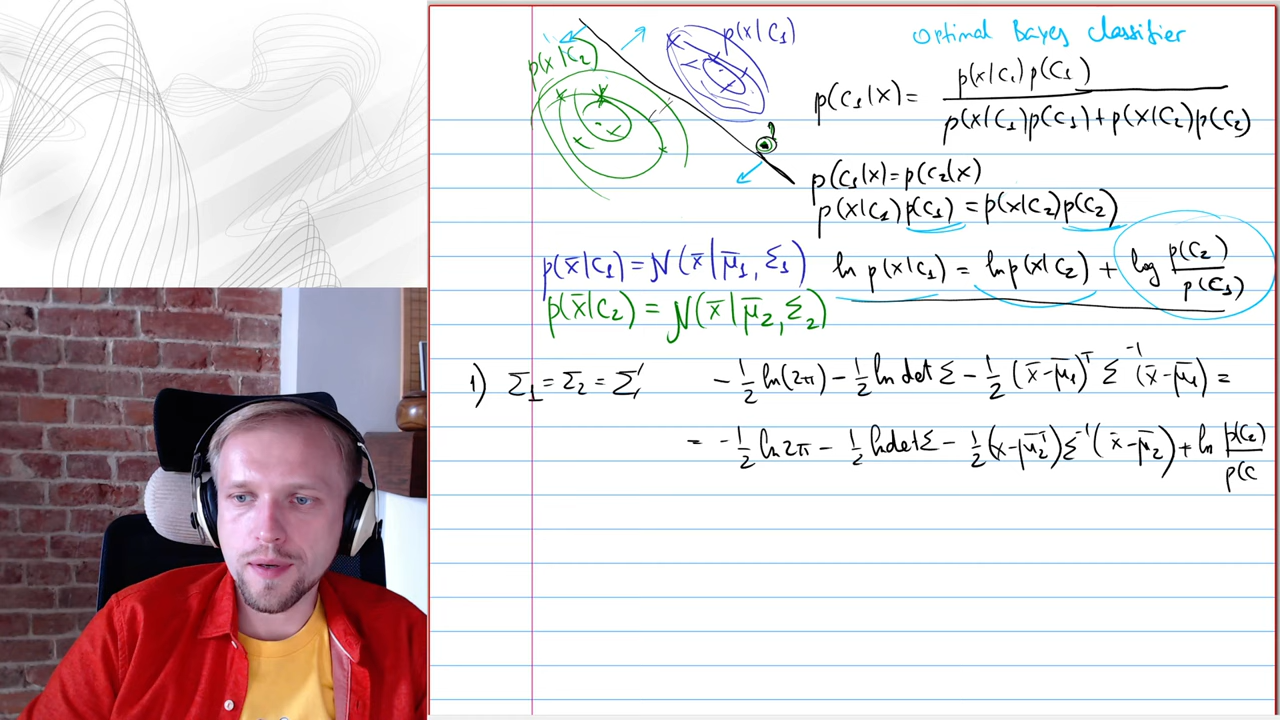 Optimal Bayes classifier
p(x|C₂)
p(x|C₁)
p(C₁|x) = p(x|C₁)p(C₁) / p(x|C₁)p(C₁)+p(x|C₂)p(C₂)
p(C₁|x) = p(C₂|x)
p(x|C₁)p(C₁) = p(x|C₂)p(C₂)
p(x̄|C₁) = N(x̄|μ̄₁, Σ₁)
ln p(x|C₁) = ln p(x|C₂) + log p(C₂)/p(C₁)
p(x̄|C₂) = N(x̄|μ̄₂, Σ₂)
1) Σ₁ = Σ₂ = Σ
- 1/2 ln(2π) - 1/2 ln det Σ - 1/2 (x̄-μ̄₁)ᵀ Σ⁻¹ (x̄-μ̄₁) =
= - 1/2 ln 2π - 1/2 ln det Σ - 1/2 (x-μ̄₂)ᵀ Σ⁻¹ (x̄-μ̄₂) + ln p(C₂)/p(C